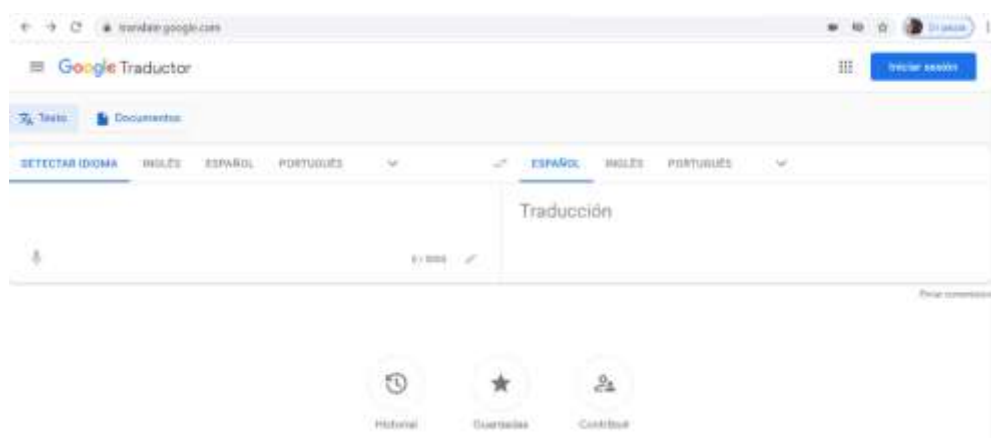 translate.google.com
Google Traductor
Iniciar sesión
Texto Documentos
DETECTAR IDIOMA INGLÉS ESPAÑOL PORTUGUÉS
ESPAÑOL INGLÉS PORTUGUÉS
Traducción
Historial Guardadas